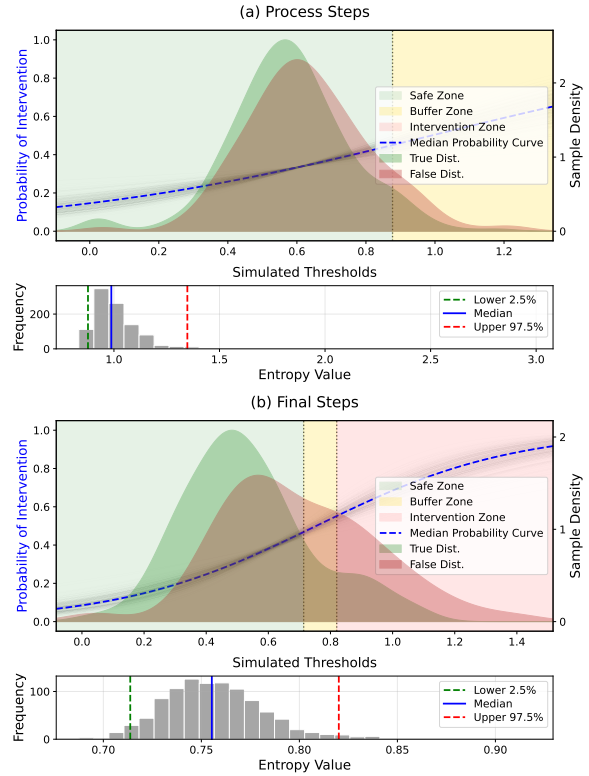 (a) Process Steps
Probability of Intervention
1.0
0.8
0.6
0.4
0.2
0.0
Safe Zone
Buffer Zone
Intervention Zone
Median Probability Curve
True Dist.
False Dist.
2
1
0
Sample Density
0.0 0.2 0.4 0.6 0.8 1.0 1.2
Simulated Thresholds
Frequency
200
0
Lower 2.5%
Median
Upper 97.5%
1.0 1.5 2.0 2.5 3.0
Entropy Value
(b) Final Steps
Probability of Intervention
1.0
0.8
0.6
0.4
0.2
0.0
Safe Zone
Buffer Zone
Intervention Zone
Median Probability Curve
True Dist.
False Dist.
2
1
0
Sample Density
0.0 0.2 0.4 0.6 0.8 1.0 1.2 1.4
Simulated Thresholds
Frequency
100
0
Lower 2.5%
Median
Upper 97.5%
0.70 0.75 0.80 0.85 0.90
Entropy Value